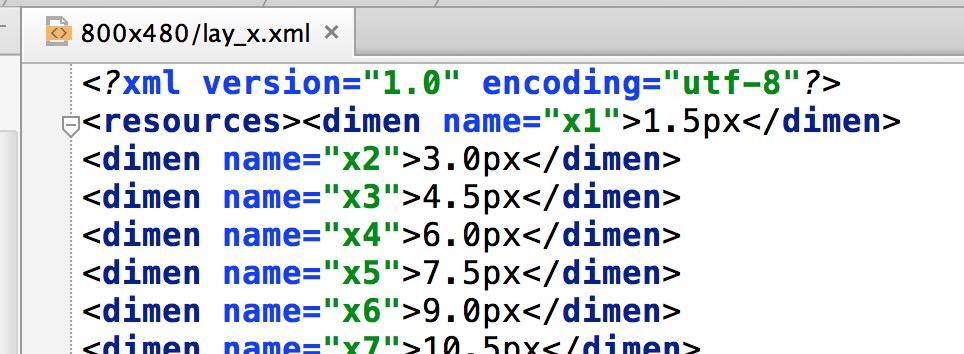 800x480/lay_x.xml
<?xml version="1.0" encoding="utf-8"?>
<resources><dimen name="x1">1.5px</dimen>
<dimen name="x2">3.0px</dimen>
<dimen name="x3">4.5px</dimen>
<dimen name="x4">6.0px</dimen>
<dimen name="x5">7.5px</dimen>
<dimen name="x6">9.0px</dimen>
<dimen name="x7">10.5px</dimen>